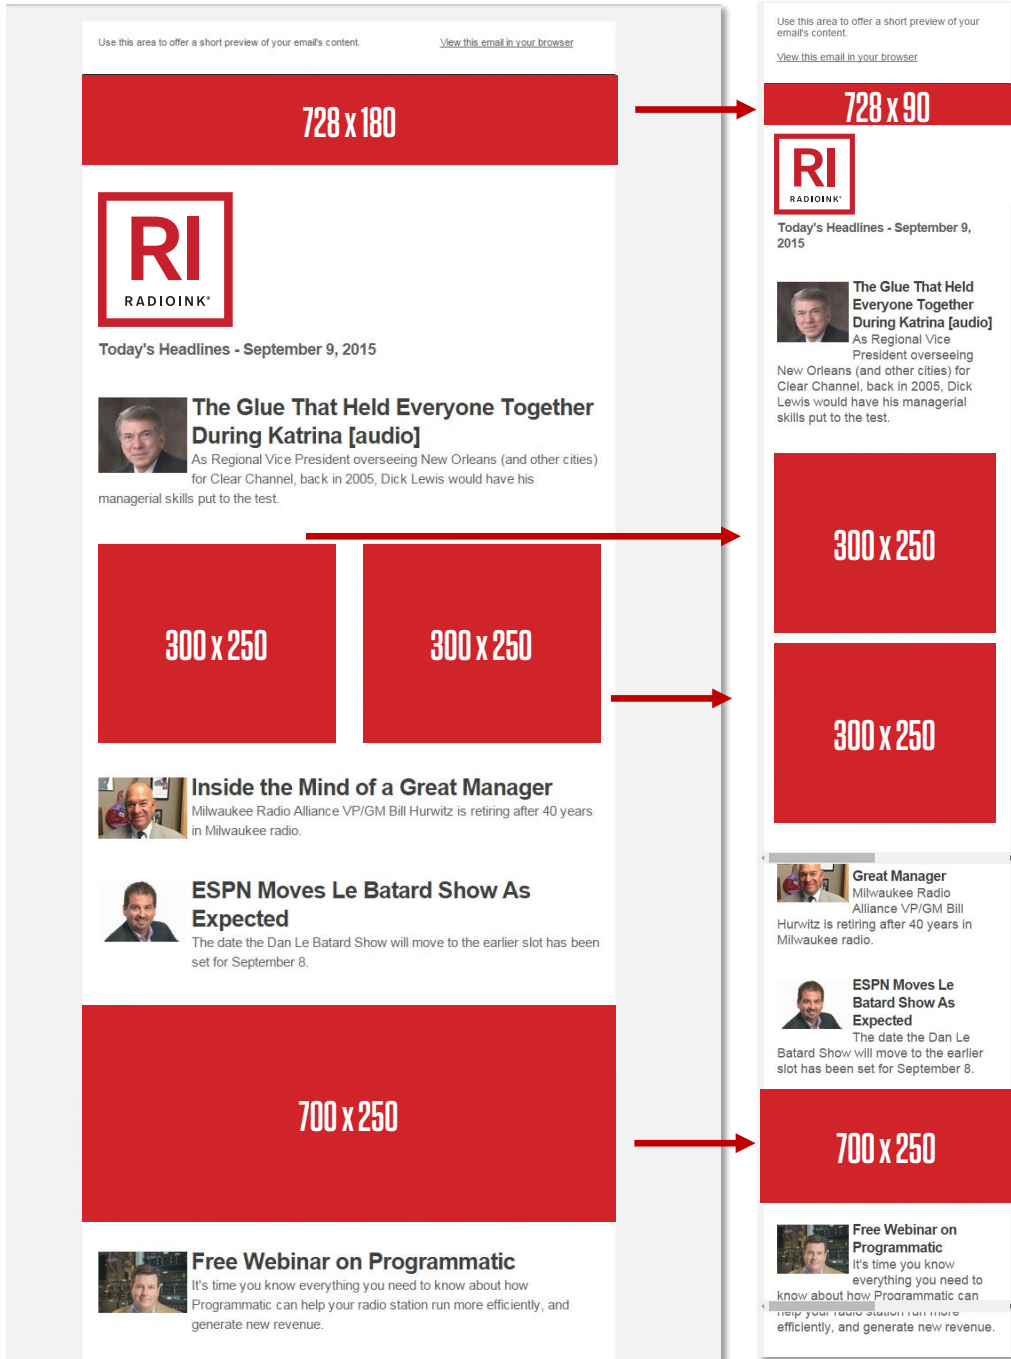 Use this area to offer a short preview of your email's content.
View this email in your browser
728 x 180
RI
RADIOINK®
Today's Headlines - September 9, 2015
The Glue That Held Everyone Together
During Katrina [audio]
As Regional Vice President overseeing New Orleans (and other cities)
for Clear Channel, back in 2005, Dick Lewis would have his
managerial skills put to the test.
300 x 250
300 x 250
Inside the Mind of a Great Manager
Milwaukee Radio Alliance VP/GM Bill Hurwitz is retiring after 40 years
in Milwaukee radio.
ESPN Moves Le Batard Show As
Expected
The date the Dan Le Batard Show will move to the earlier slot has been
set for September 8.
700 x 250
Free Webinar on Programmatic
It's time you know everything you need to know about how
Programmatic can help your radio station run more efficiently, and
generate new revenue.
Use this area to offer a short preview of your
email's content.
View this email in your browser
728 x 90
RI
RADIOINK®
Today's Headlines - September 9,
2015
The Glue That Held
Everyone Together
During Katrina [audio]
As Regional Vice
President overseeing
New Orleans (and other cities) for
Clear Channel, back in 2005, Dick
Lewis would have his managerial
skills put to the test.
300 x 250
300 x 250
Great Manager
Milwaukee Radio
Alliance VP/GM Bill
Hurwitz is retiring after 40 years in
Milwaukee radio.
ESPN Moves Le
Batard Show As
Expected
The date the Dan Le
Batard Show will move to the earlier
slot has been set for September 8.
700 x 250
Free Webinar on
Programmatic
It's time you know
everything you need to
know about how Programmatic can
help your radio station run more
efficiently, and generate new revenue.